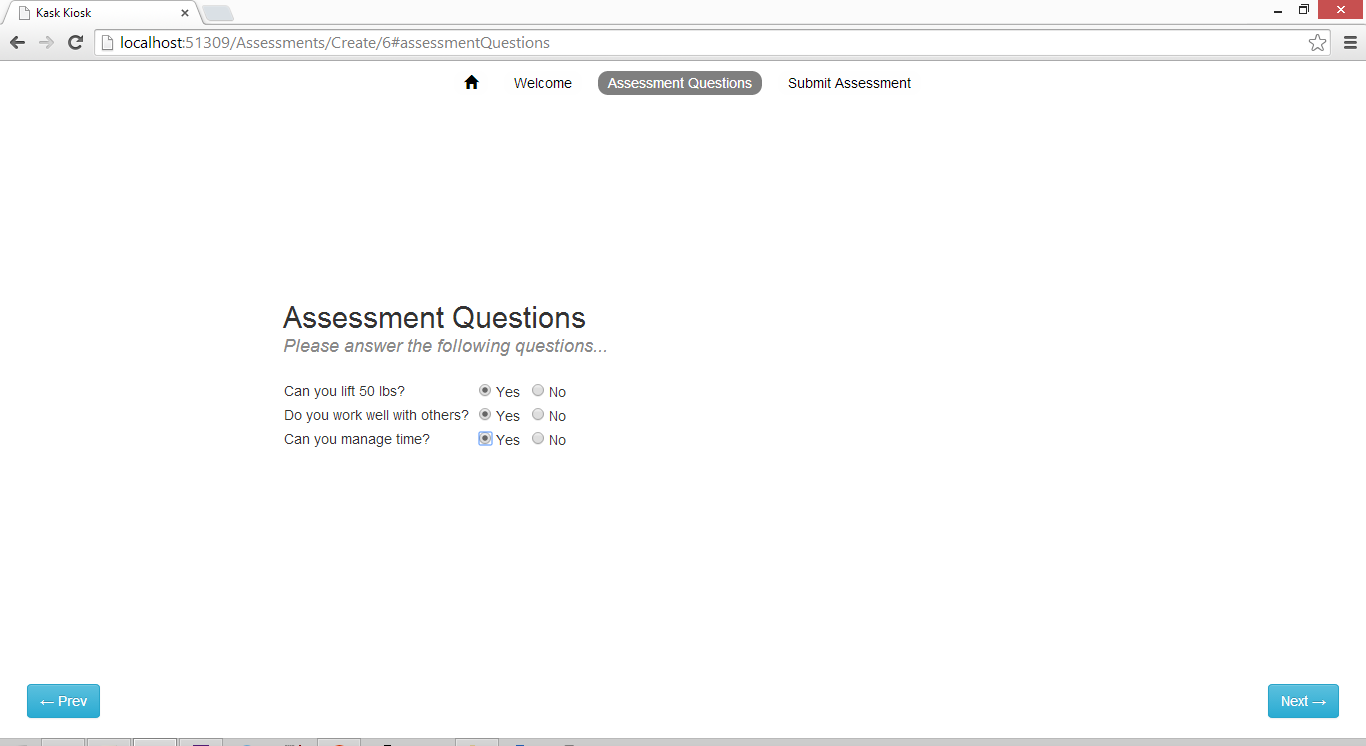 Kask Kiosk
localhost:51309/Assessments/Create/6#assessmentQuestions
Welcome Assessment Questions Submit Assessment
Assessment Questions
Please answer the following questions...
Can you lift 50 lbs? Yes No
Do you work well with others? Yes No
Can you manage time? Yes No
← Prev Next →